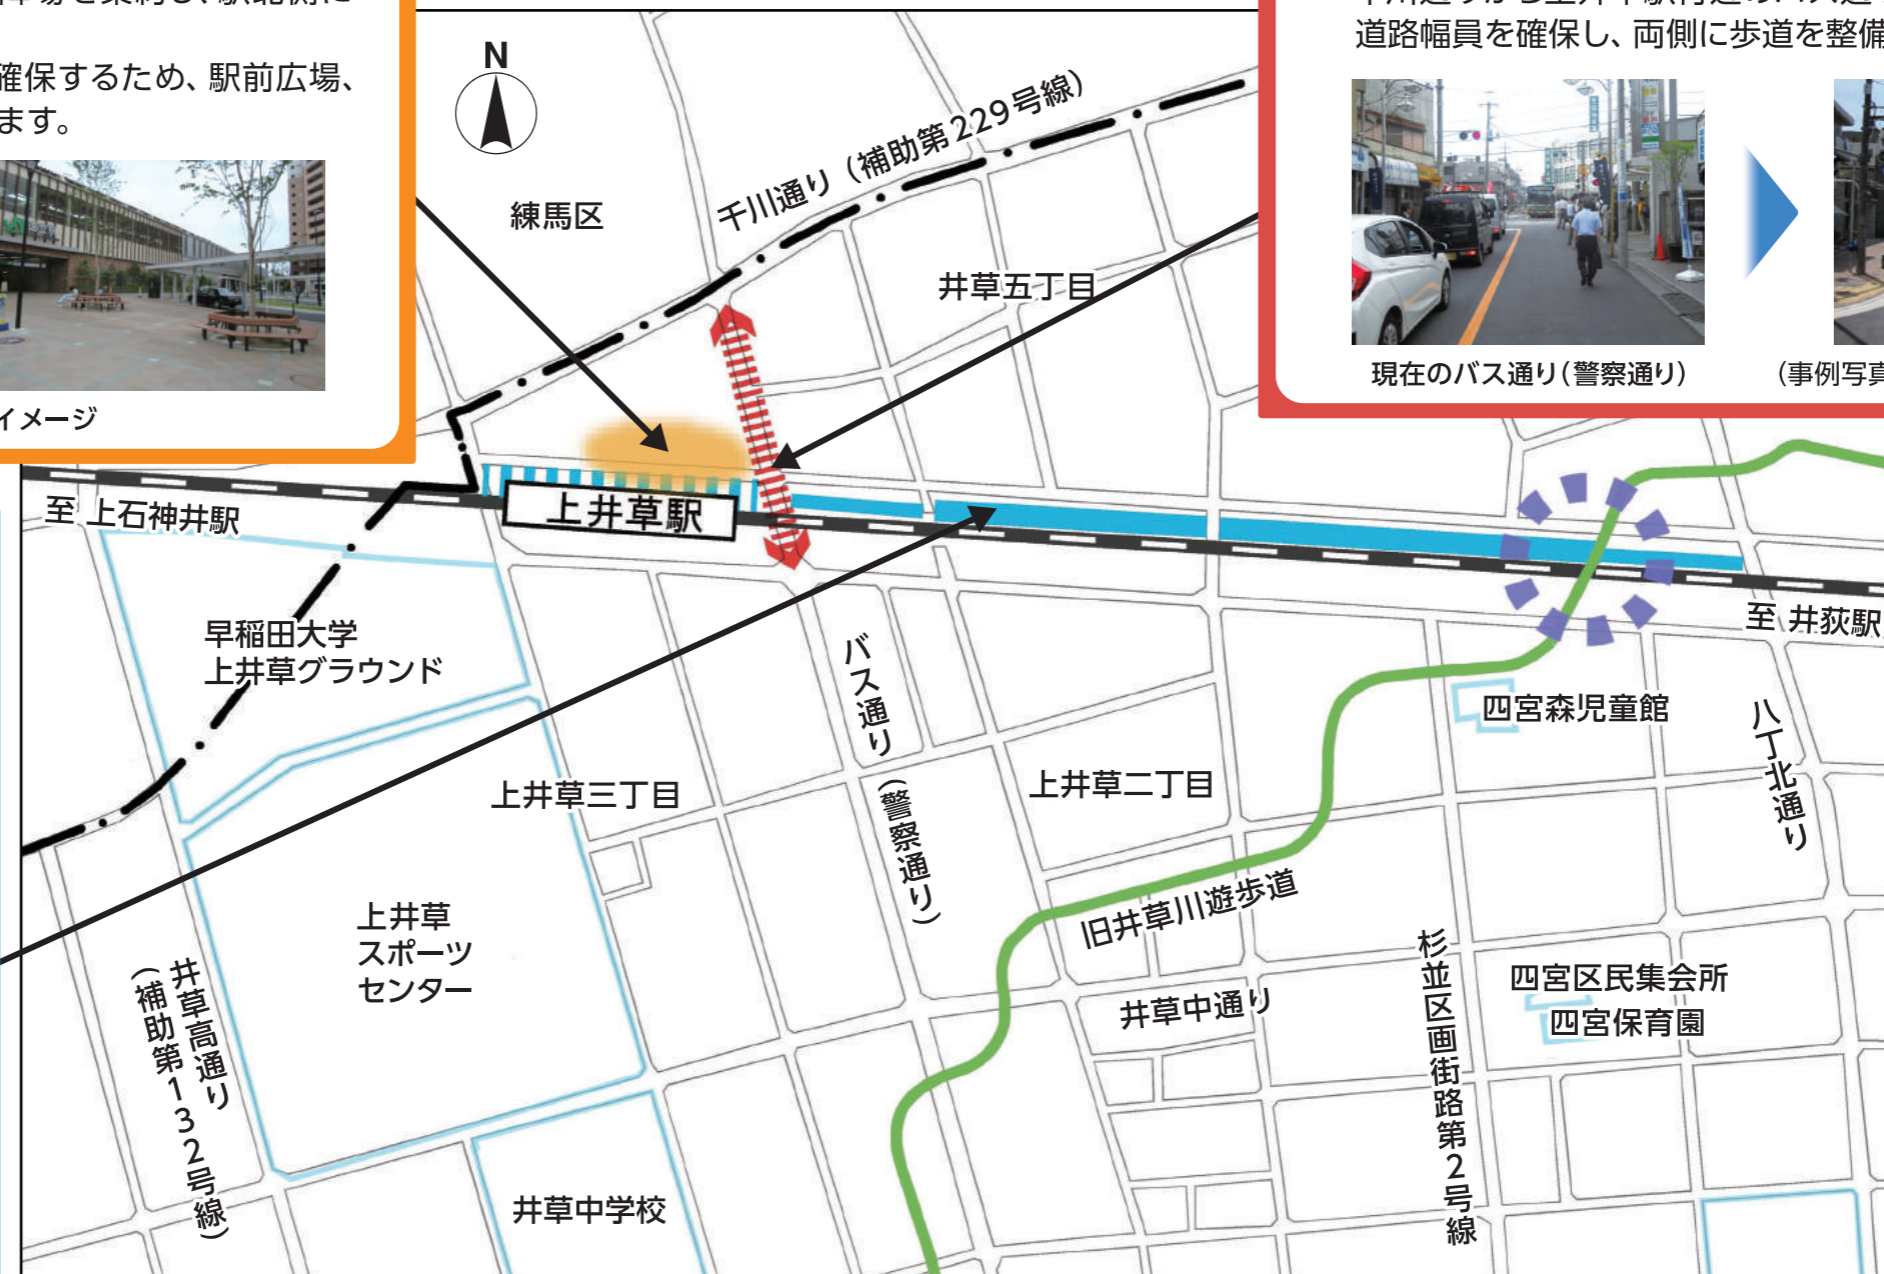 確保するため、駅前広場、
ます。
イメージ
道路幅員を確保し、両側に歩道を整備
現在のバス通り(警察通り)
(事例写真
N
練馬区
千川通り(補助第229号線)
井草五丁目
至 上石神井駅
上井草駅
至 井荻駅
早稲田大学
上井草グラウンド
バス通り(警察通り)
四宮森児童館
八丁北通り
上井草三丁目
上井草二丁目
旧井草川遊歩道
上井草
スポーツ
センター
井草高通り
(補助第132号線)
井草中通り
杉並区画街路第2号線
四宮区民集会所
四宮保育園
井草中学校